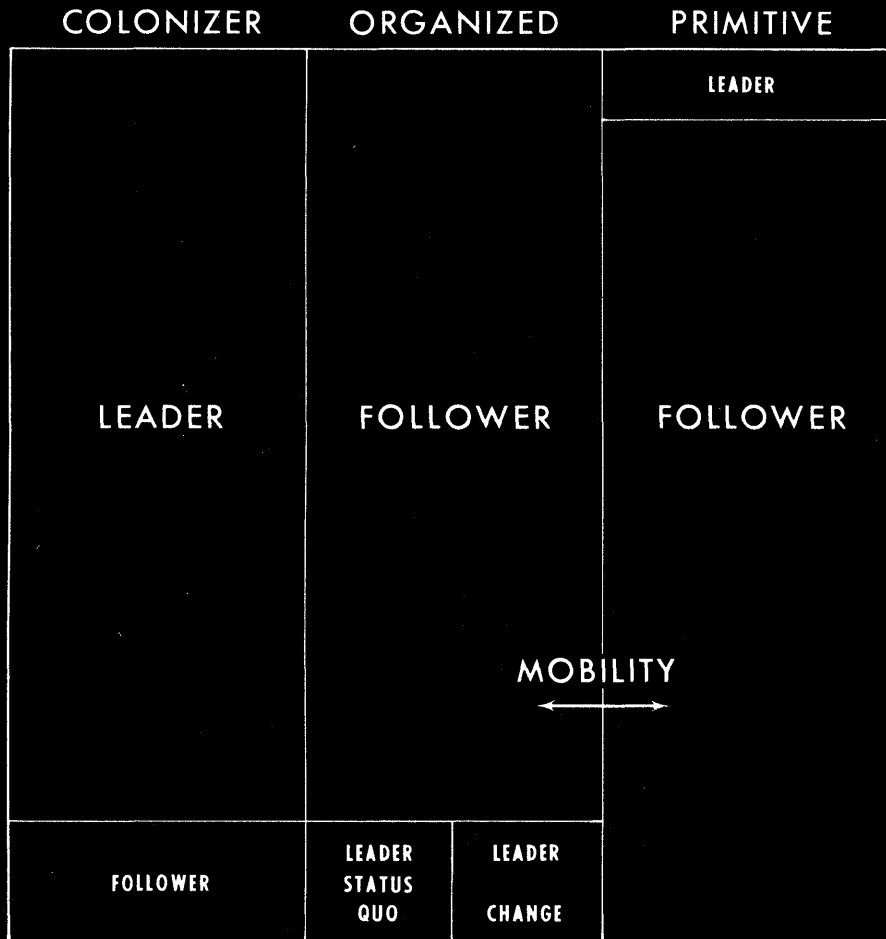 COLONIZER ORGANIZED PRIMITIVE
LEADER
LEADER FOLLOWER FOLLOWER
MOBILITY
FOLLOWER
LEADER
STATUS
QUO
LEADER
CHANGE